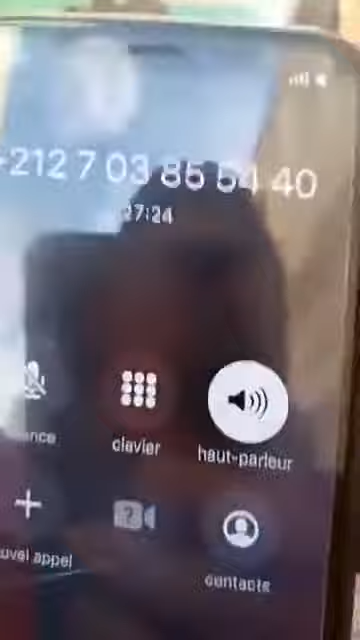 +212 7 03 85 54 40
27:24
clavier
haut-parleur
contacts